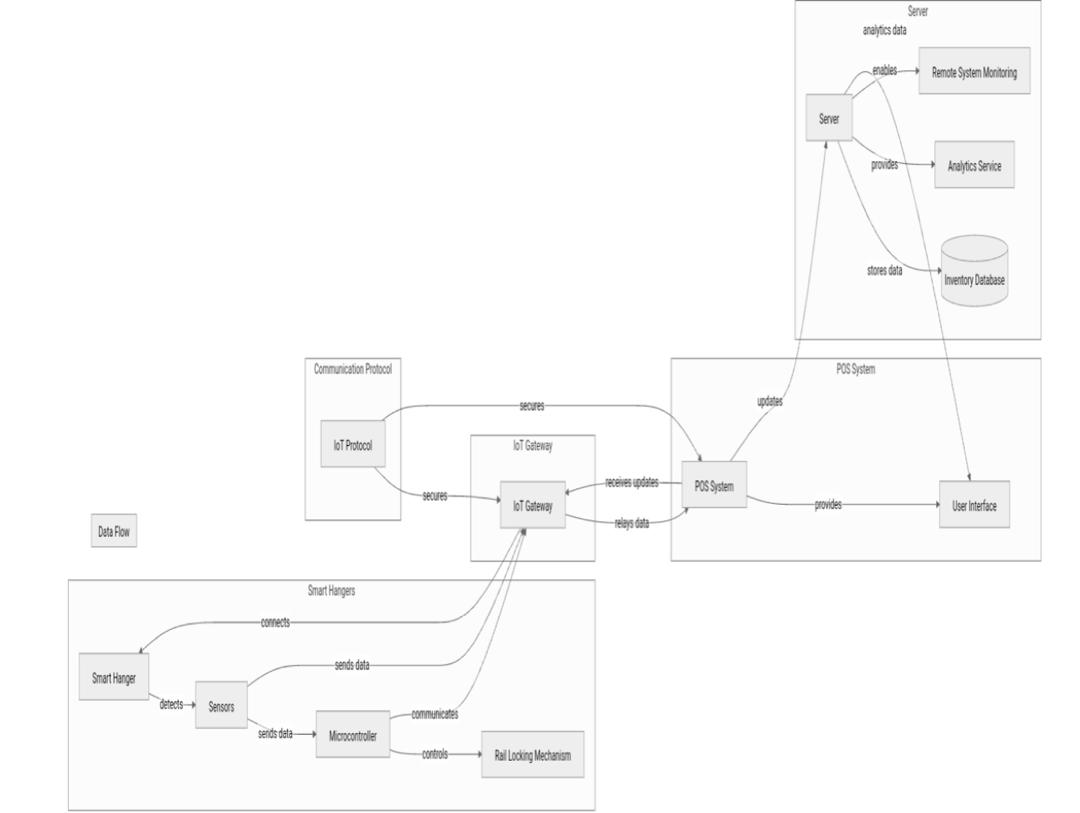 Server
analytics data
enables
Remote System Monitoring
Server
provides
Analytics Service
stores data
Inventory Database
Communication Protocol
POS System
updates
secures
IoT Protocol
IoT Gateway
receives updates
POS System
secures
IoT Gateway
provides
User Interface
relays data
Data Flow
Smart Hangers
connects
sends data
Smart Hanger
detects
Sensors
communicates
sends data
Microcontroller
controls
Rail Locking Mechanism